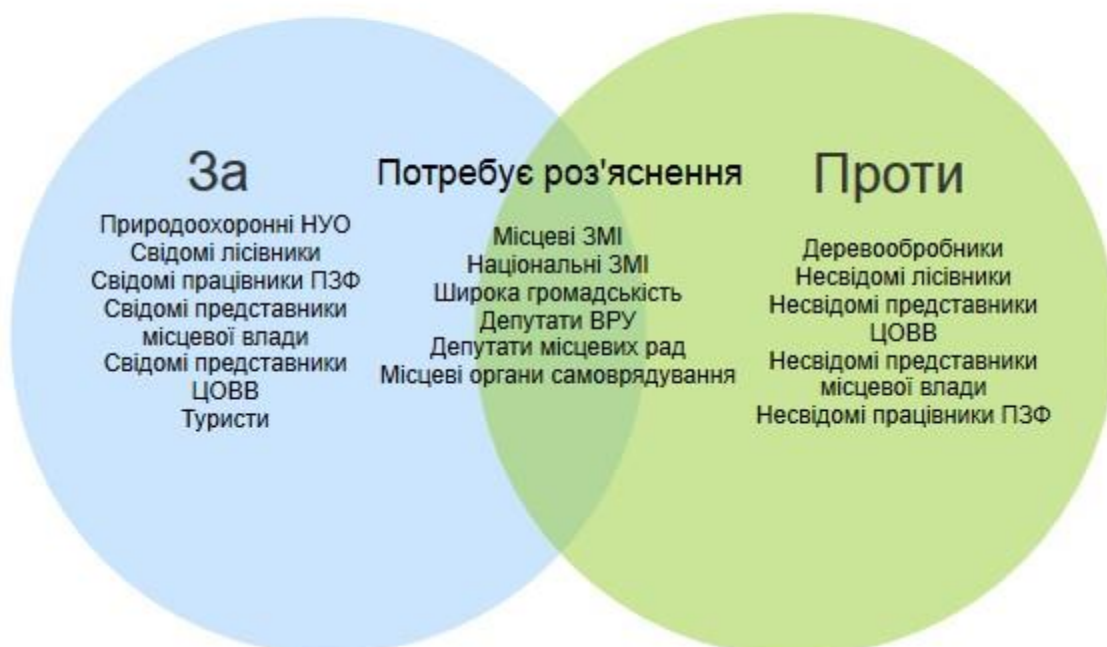 За
Природоохоронні НУО
Свідомі лісівники
Свідомі працівники ПЗФ
Свідомі представники
місцевої влади
Свідомі представники
ЦОВВ
Туристи
Потребує роз'яснення
Місцеві ЗМІ
Національні ЗМІ
Широка громадськість
Депутати ВРУ
Депутати місцевих рад
Місцеві органи самоврядування
Проти
Деревообробники
Несвідомі лісівники
Несвідомі представники
ЦОВВ
Несвідомі представники
місцевої влади
Несвідомі працівники ПЗФ